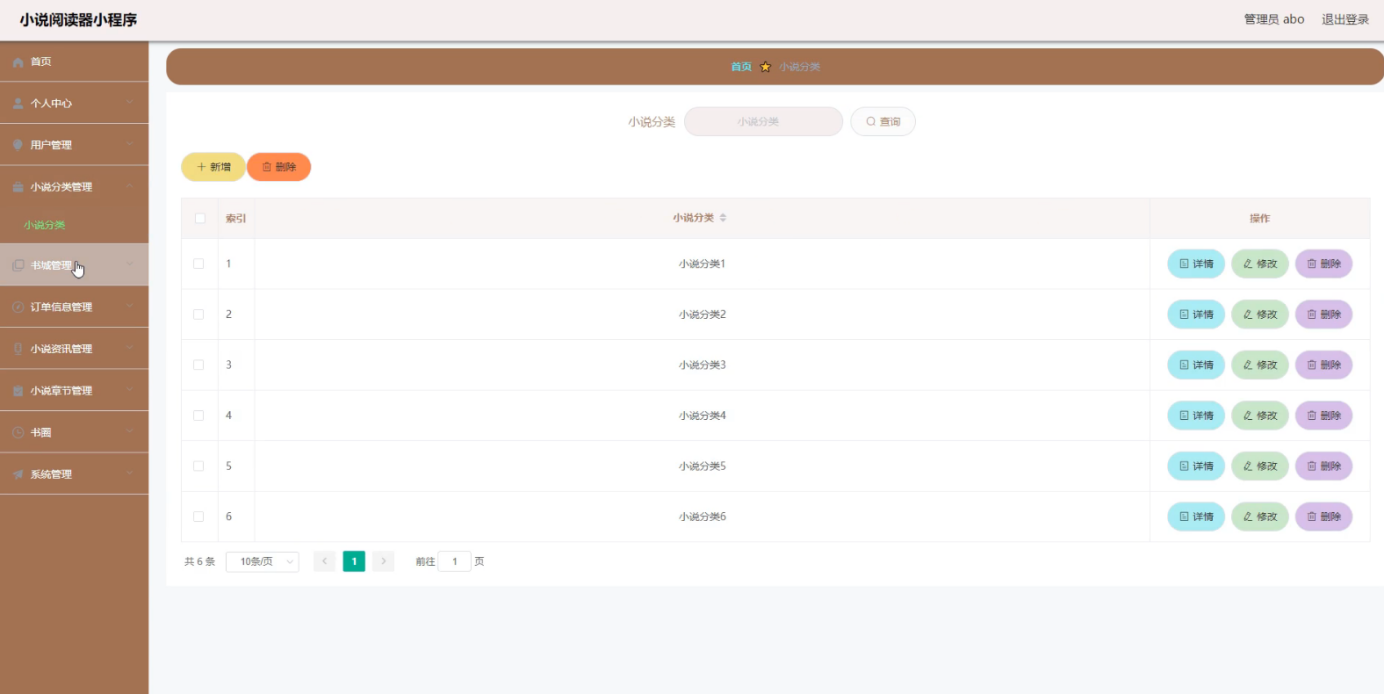 小说阅读器小程序
管理员 abo 退出登录
首页
个人中心
用户管理
小说分类管理
小说分类
书城管理
订单信息管理
小说资讯管理
小说章节管理
书圈
系统管理
首页 小说分类
小说分类 小说分类 查询
新增 删除
索引 小说分类 操作
1 小说分类1 详情 修改 删除
2 小说分类2 详情 修改 删除
3 小说分类3 详情 修改 删除
4 小说分类4 详情 修改 删除
5 小说分类5 详情 修改 删除
6 小说分类6 详情 修改 删除
共 6 条 10条/页 1 前往 1 页